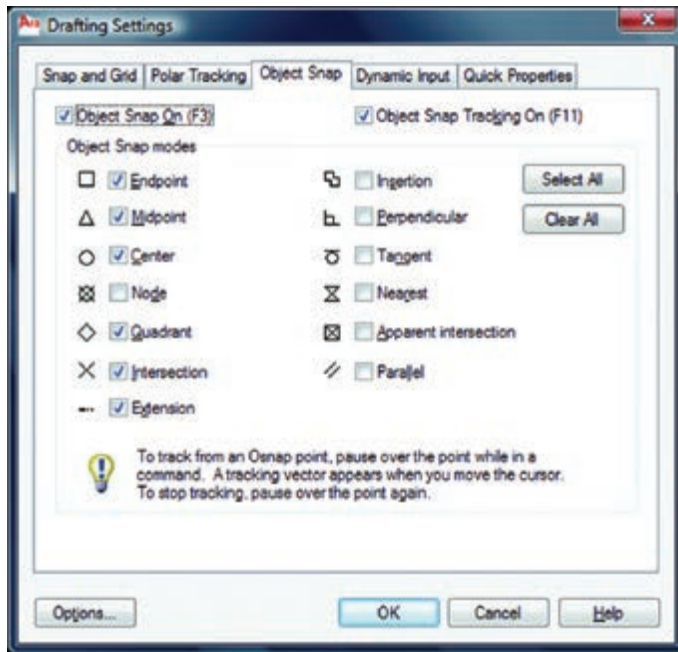 Drafting Settings
Snap and Grid Polar Tracking Object Snap Dynamic Input Quick Properties
Object Snap On (F3) Object Snap Tracking On (F11)
Object Snap modes
Endpoint Insertion Select All
Midpoint Perpendicular Clear All
Center Tangent
Node Nearest
Quadrant Apparent intersection
Intersection Parallel
Extension
To track from an Osnap point, pause over the point while in a
command. A tracking vector appears when you move the cursor.
To stop tracking, pause over the point again.
Options... OK Cancel Help